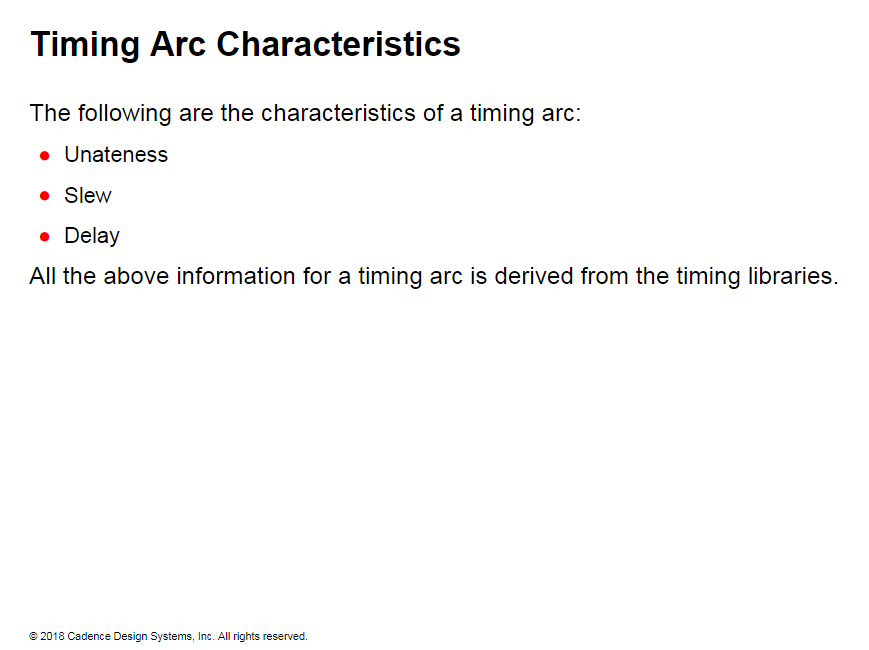 Timing Arc Characteristics
The following are the characteristics of a timing arc:
● Unateness
● Slew
● Delay
All the above information for a timing arc is derived from the timing libraries.
© 2018 Cadence Design Systems, Inc. All rights reserved.